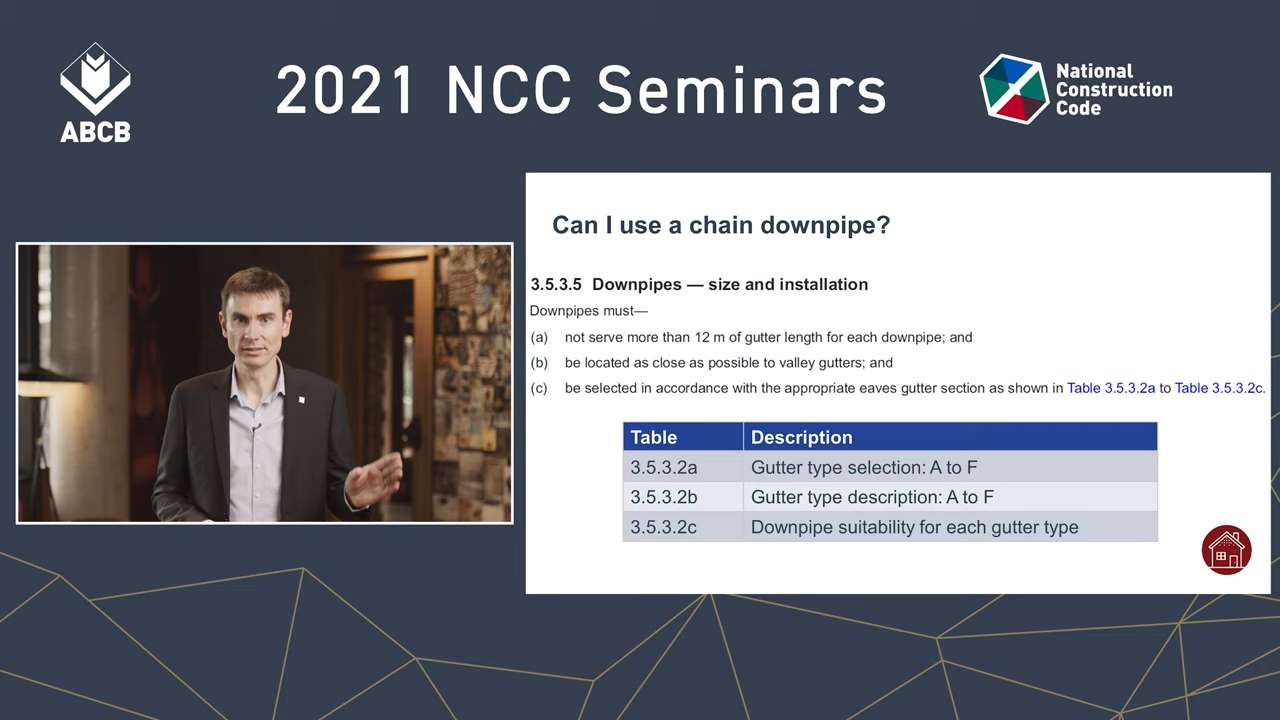 ABCB
2021 NCC Seminars
National
Construction
Code
Can I use a chain downpipe?
3.5.3.5 Downpipes — size and installation
Downpipes must—
(a) not serve more than 12 m of gutter length for each downpipe; and
(b) be located as close as possible to valley gutters; and
(c) be selected in accordance with the appropriate eaves gutter section as shown in Table 3.5.3.2a to Table 3.5.3.2c.
Table Description
3.5.3.2a Gutter type selection: A to F
3.5.3.2b Gutter type description: A to F
3.5.3.2c Downpipe suitability for each gutter type